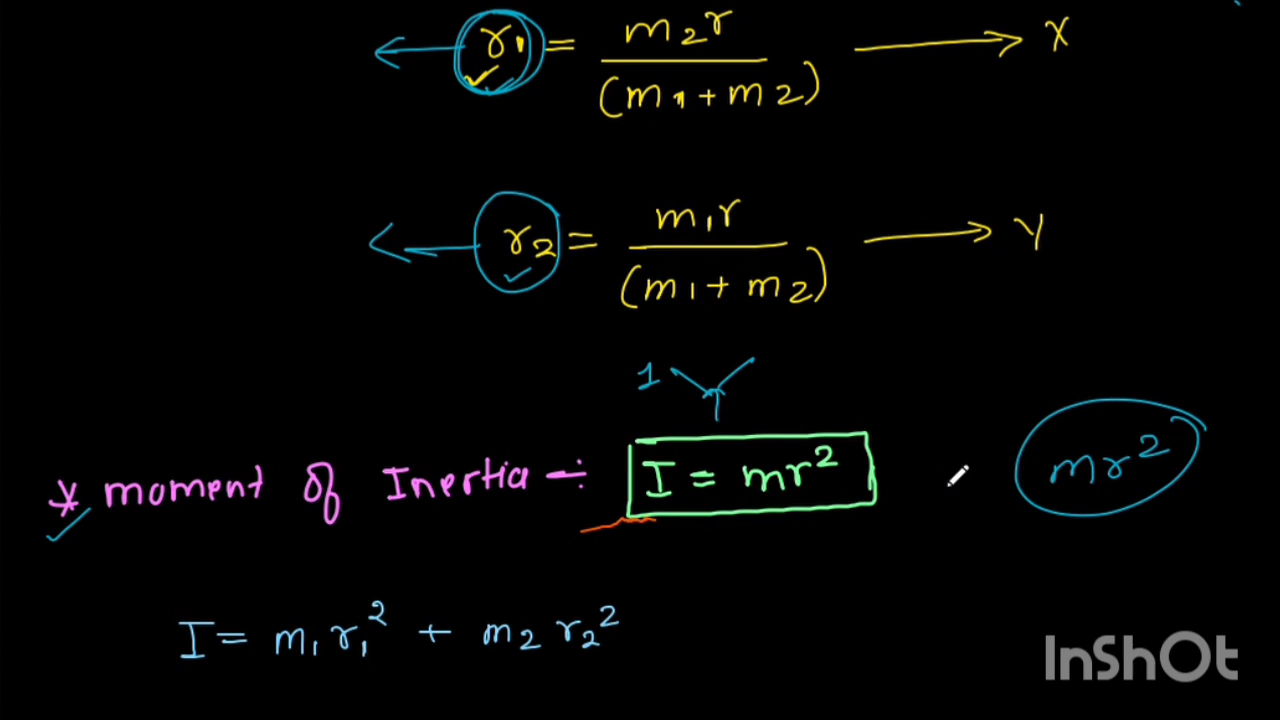 r₁ = m₂r / (m₁ + m₂) ⟶ X
r₂ = m₁r / (m₁ + m₂) ⟶ Y
1
* moment of Inertia ÷ I = mr² mr²
I = m₁r₁² + m₂r₂²
InShOt